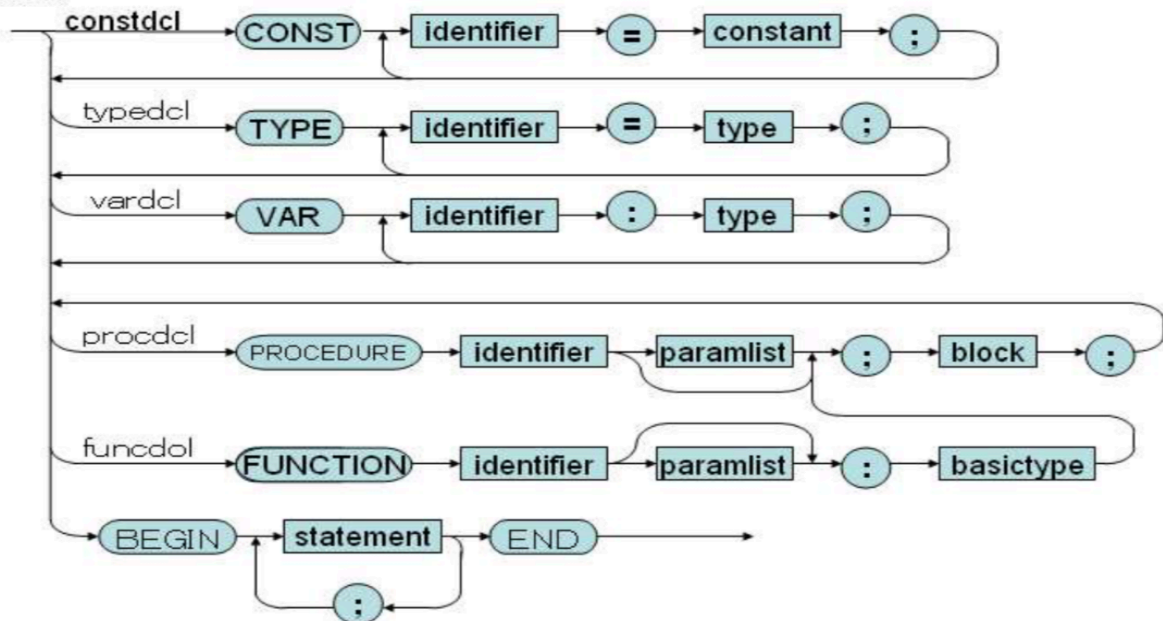 constdcl CONST identifier = constant ;
typedcl TYPE identifier = type ;
vardcl VAR identifier : type ;
procdcl PROCEDURE identifier paramlist ; block ;
funcdol FUNCTION identifier paramlist : basictype
BEGIN statement END
;